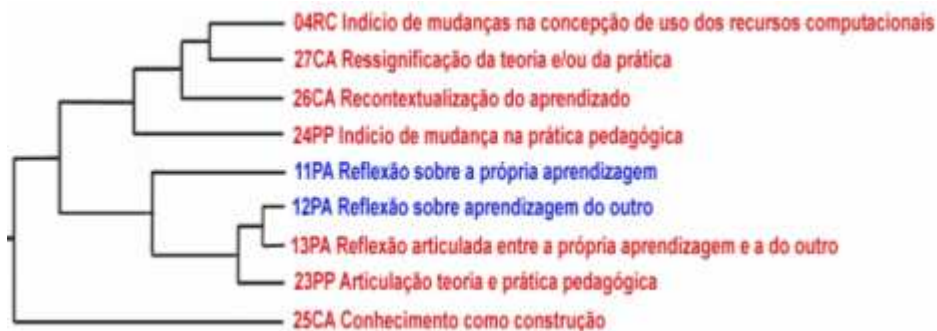 04RC Indício de mudanças na concepção de uso dos recursos computacionais
27CA Ressignificação da teoria e/ou da prática
26CA Recontextualização do aprendizado
24PP Indício de mudança na prática pedagógica
11PA Reflexão sobre a própria aprendizagem
12PA Reflexão sobre aprendizagem do outro
13PA Reflexão articulada entre a própria aprendizagem e a do outro
23PP Articulação teoria e prática pedagógica
25CA Conhecimento como construção